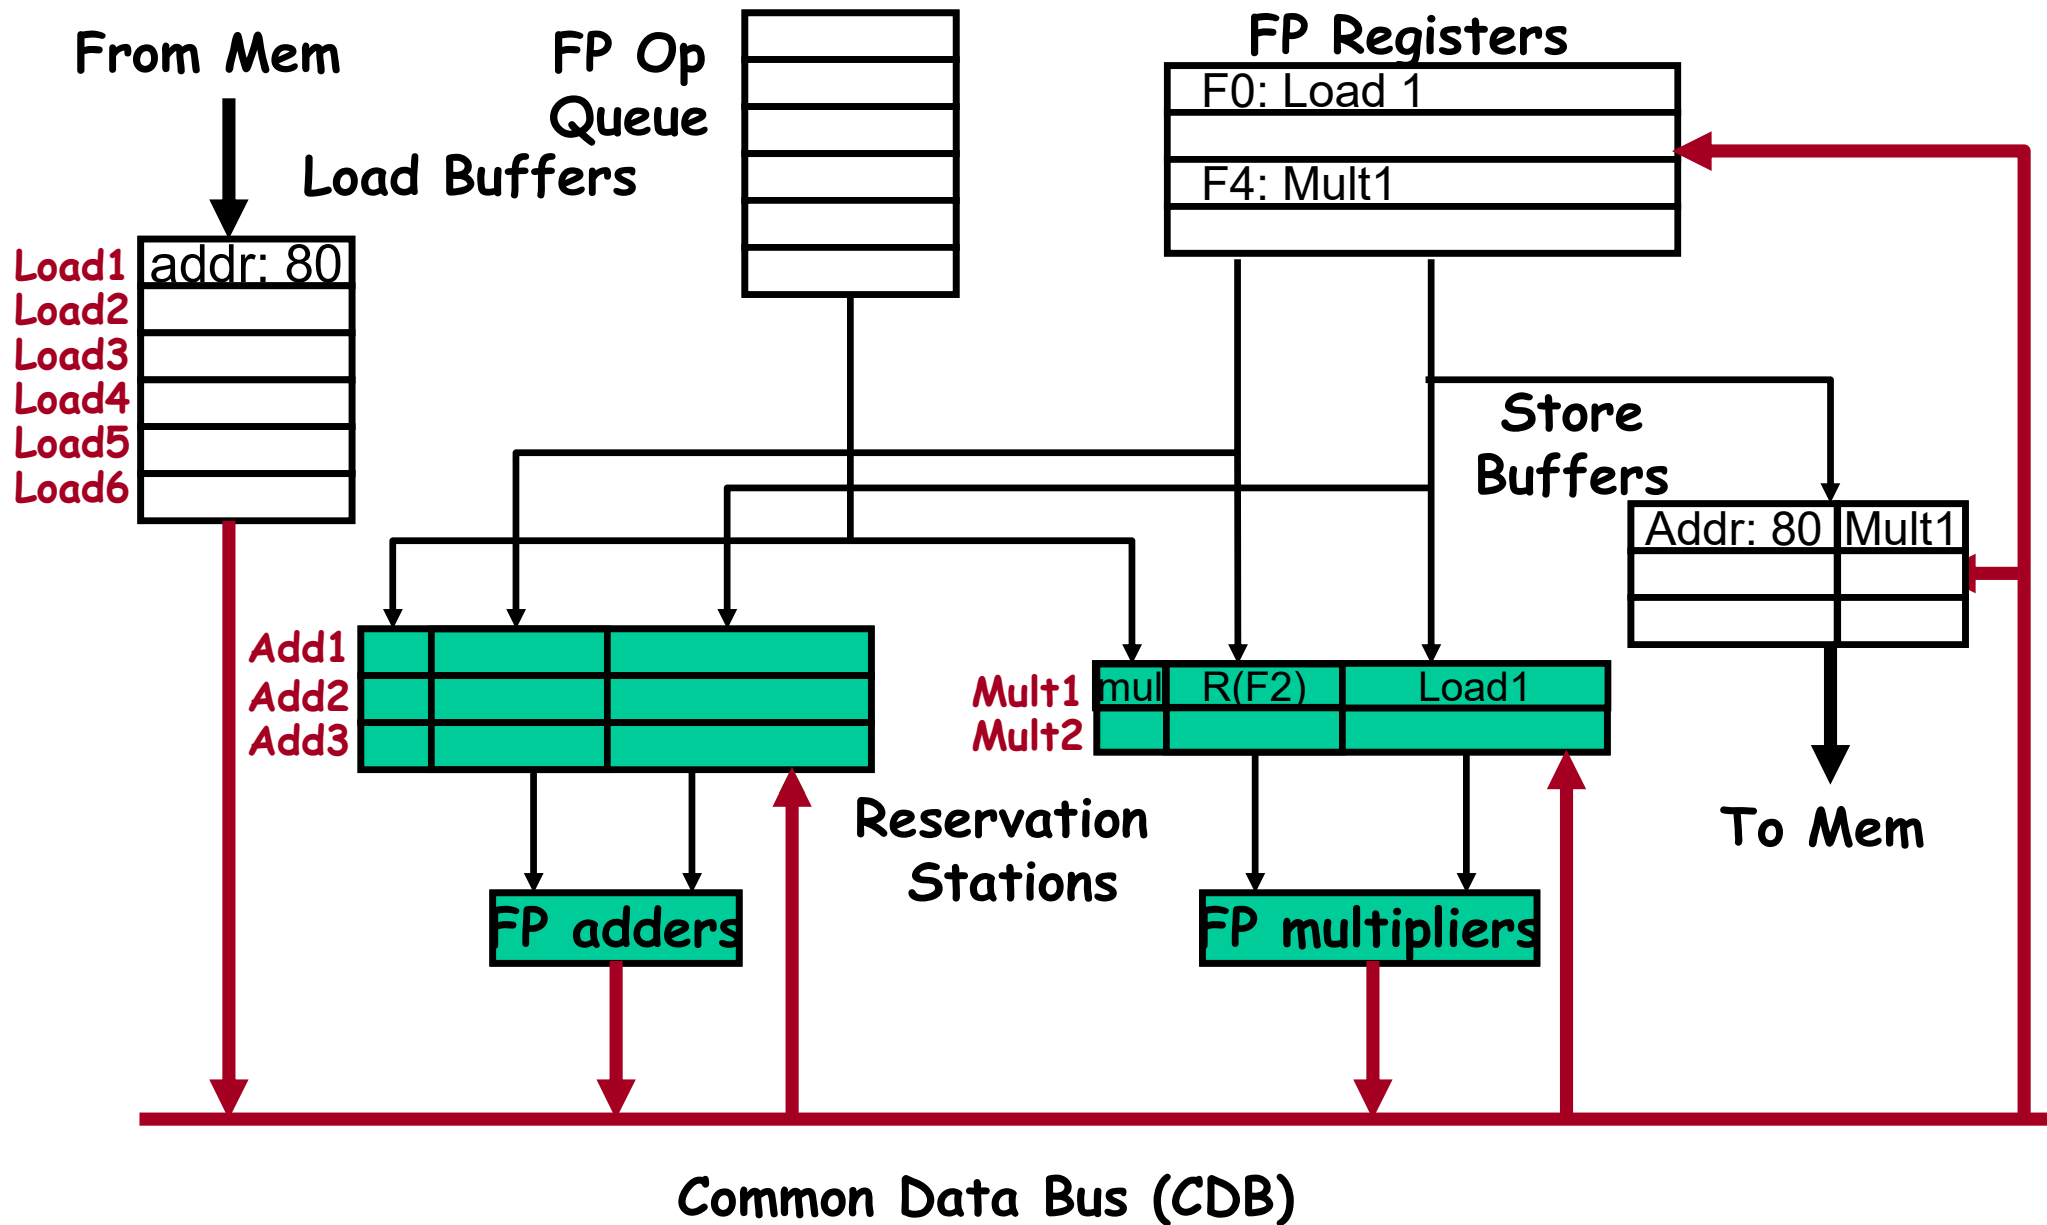 From Mem
FP Op
Queue
FP Registers
F0: Load 1
F4: Mult1
Load Buffers
Load1
addr: 80
Load2
Load3
Load4
Load5
Load6
Store
Buffers
Addr: 80
Mult1
Add1
Add2
Add3
Mult1
mul
R(F2)
Load1
Mult2
Reservation
Stations
To Mem
FP adders
FP multipliers
Common Data Bus (CDB)